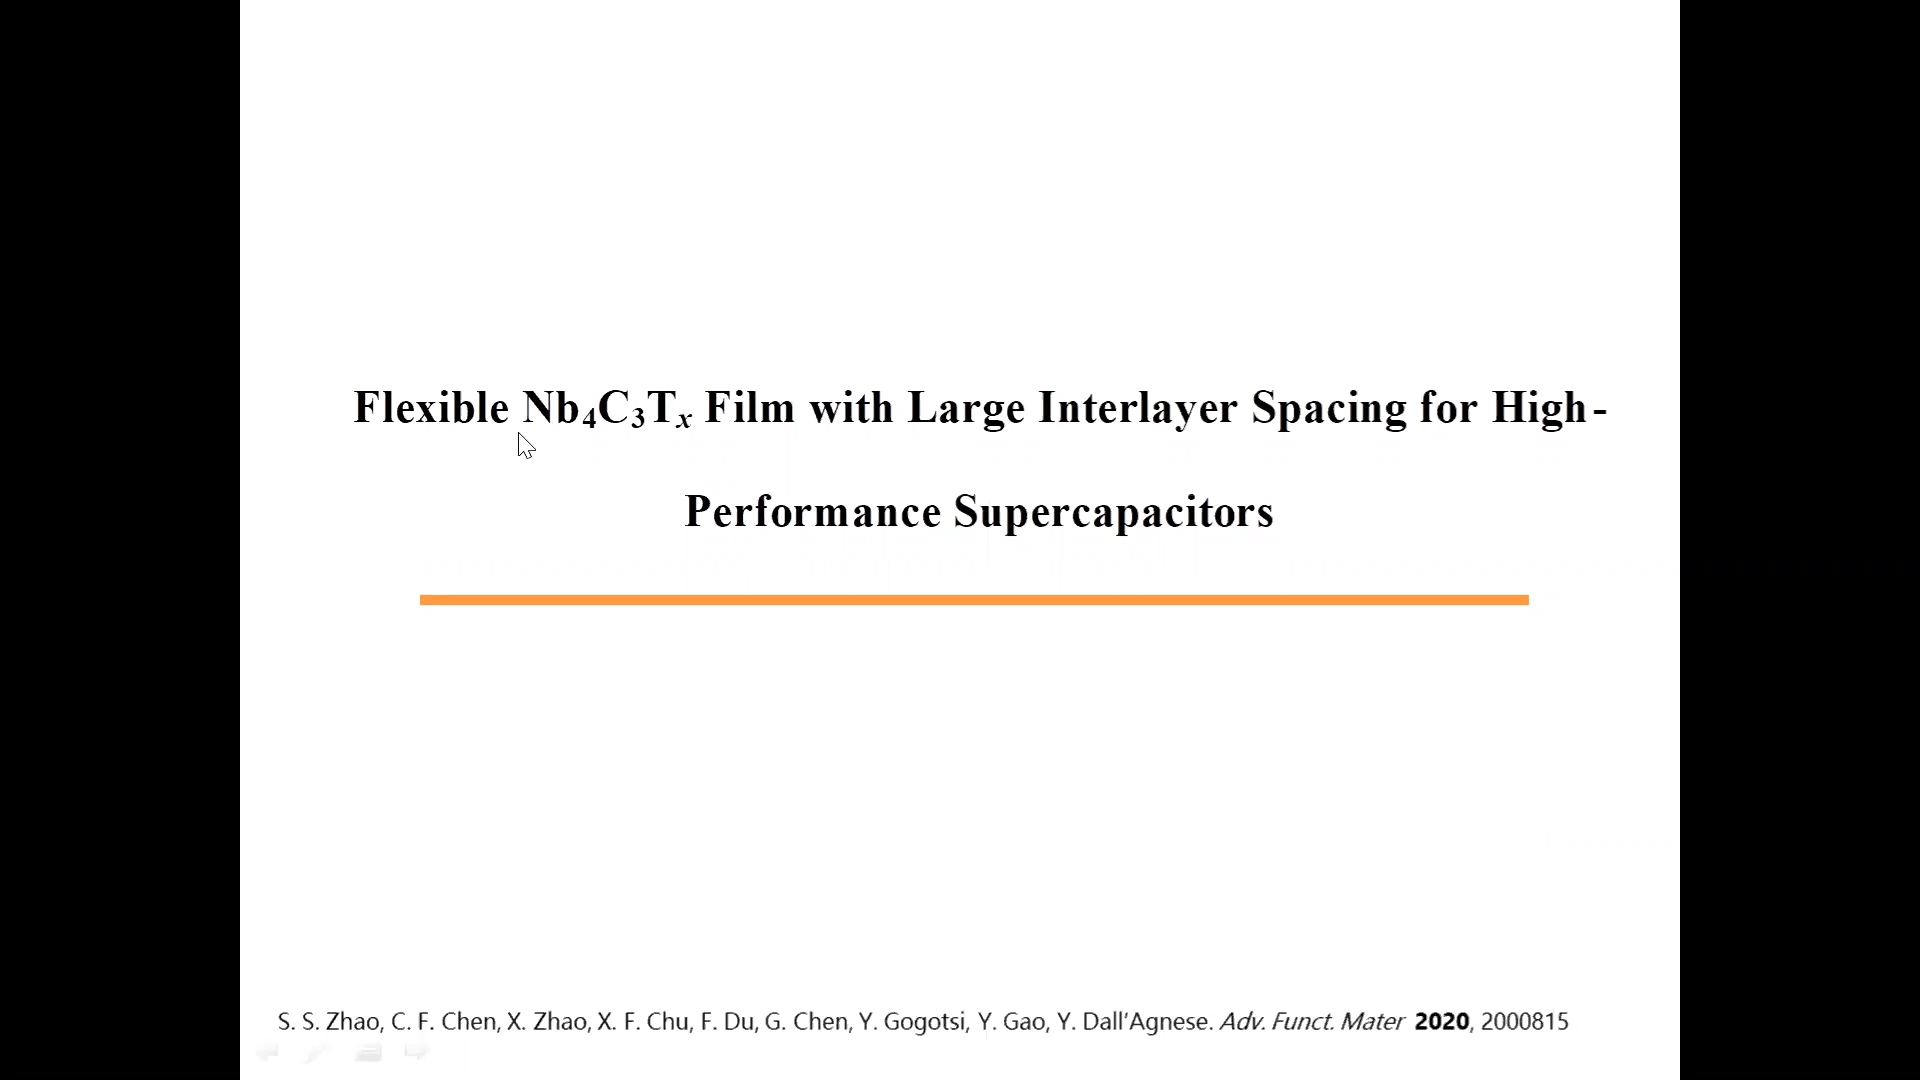 Flexible Nb₄C₃Tₓ Film with Large Interlayer Spacing for High-
Performance Supercapacitors
S. S. Zhao, C. F. Chen, X. Zhao, X. F. Chu, F. Du, G. Chen, Y. Gogotsi, Y. Gao, Y. Dall'Agnese. Adv. Funct. Mater 2020, 2000815